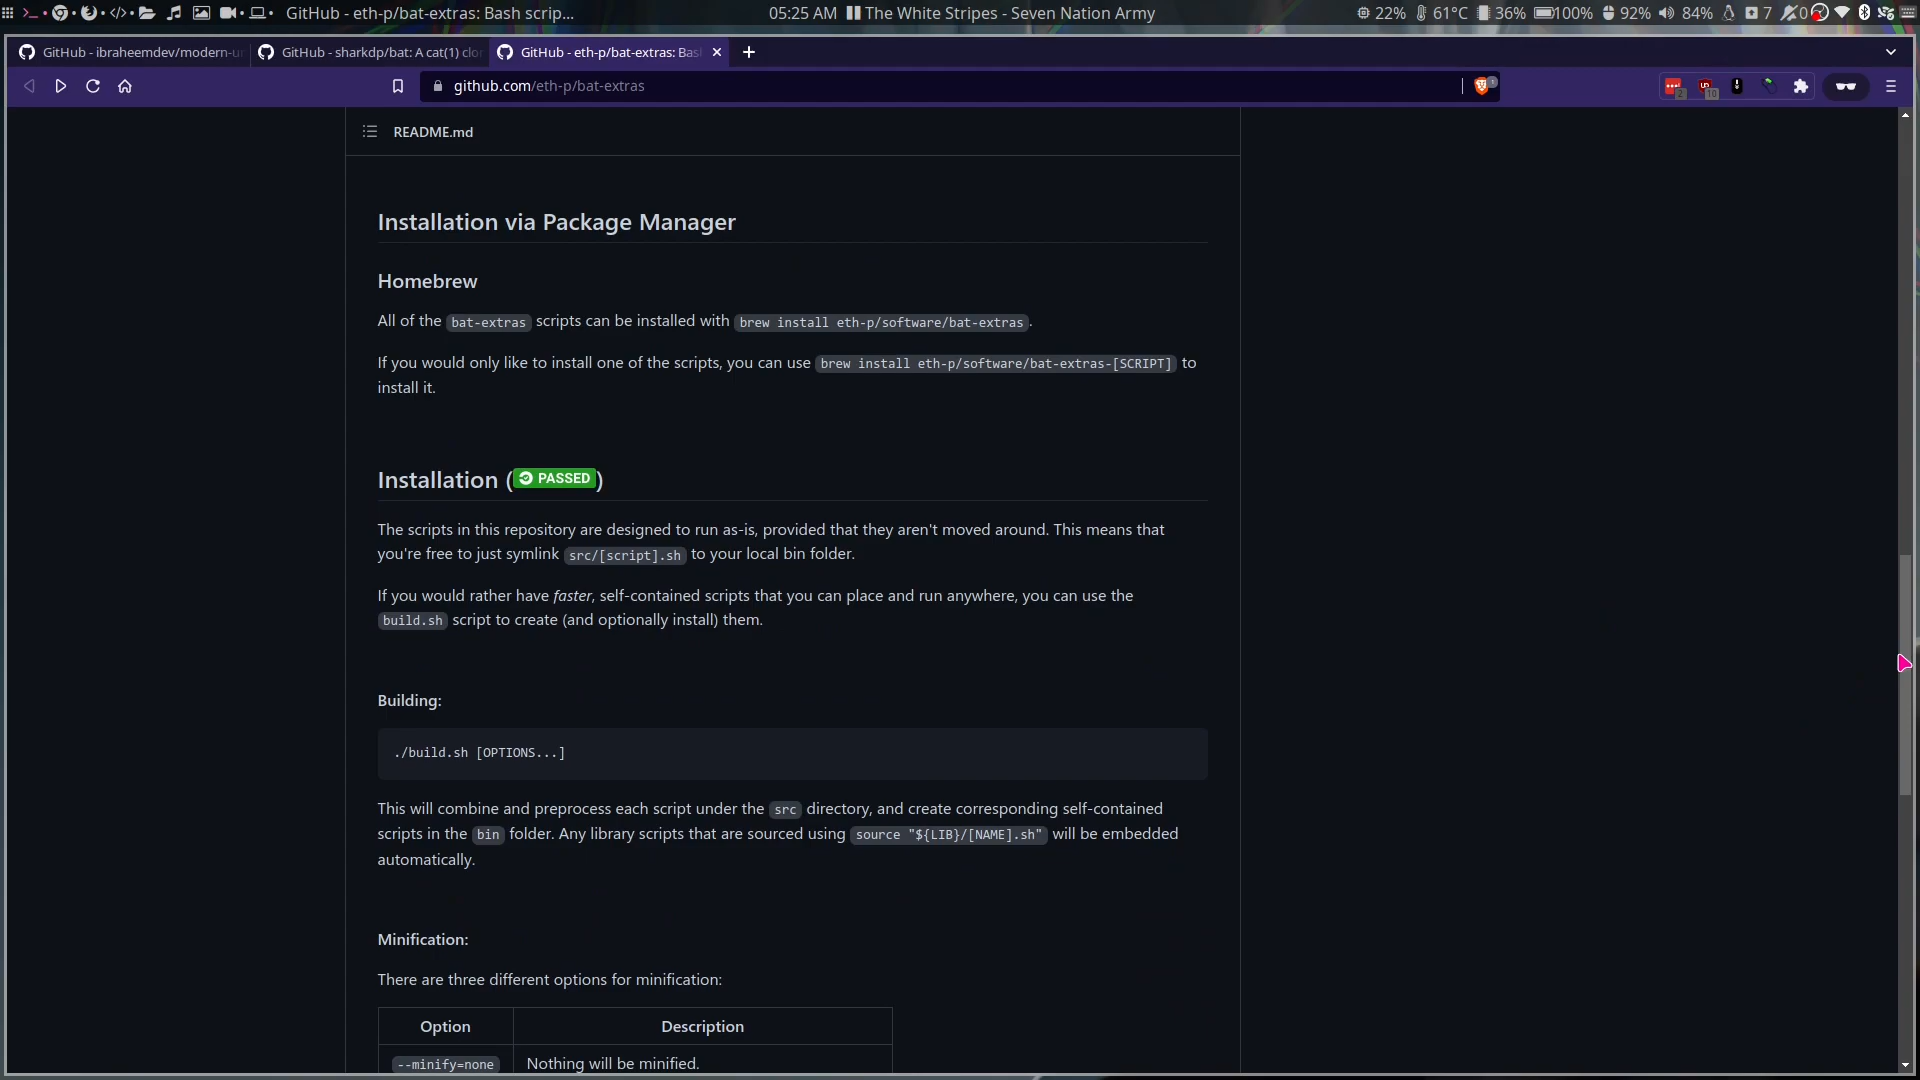 GitHub - eth-p/bat-extras: Bash scrip...
05:25 AM
The White Stripes - Seven Nation Army
22% 61°C 36% 100% 92% 84% 7 0
GitHub - ibraheemdev/modern-u
GitHub - sharkdp/bat: A cat(1) clo
GitHub - eth-p/bat-extras: Bas
github.com/eth-p/bat-extras
README.md
Installation via Package Manager
Homebrew
All of the bat-extras scripts can be installed with brew install eth-p/software/bat-extras.
If you would only like to install one of the scripts, you can use brew install eth-p/software/bat-extras-[SCRIPT] to
install it.
Installation (PASSED)
The scripts in this repository are designed to run as-is, provided that they aren't moved around. This means that
you're free to just symlink src/[script].sh to your local bin folder.
If you would rather have faster, self-contained scripts that you can place and run anywhere, you can use the
build.sh script to create (and optionally install) them.
Building:
./build.sh [OPTIONS...]
This will combine and preprocess each script under the src directory, and create corresponding self-contained
scripts in the bin folder. Any library scripts that are sourced using source "${LIB}/[NAME].sh" will be embedded
automatically.
Minification:
There are three different options for minification:
Option Description
--minify=none Nothing will be minified.